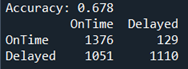 Accuracy: 0.678
OnTime Delayed
OnTime 1376 129
Delayed 1051 1110